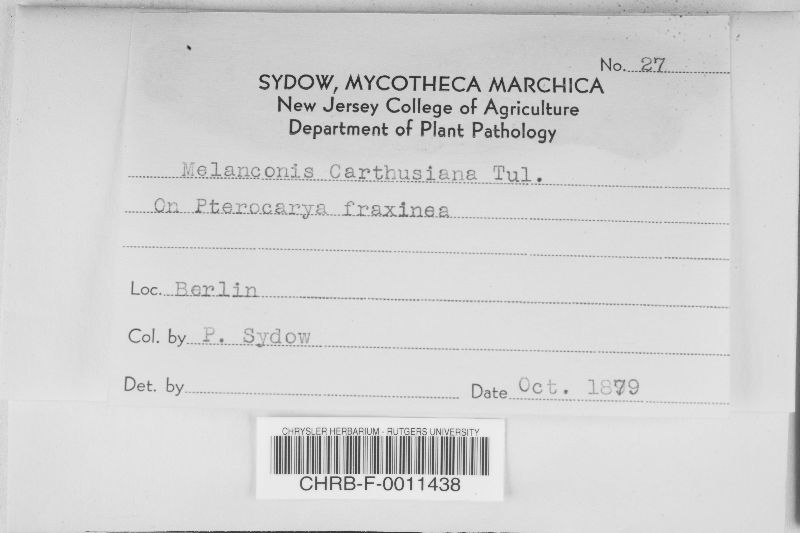 No. 27
SYDOW, MYCOTHECA MARCHICA
New Jersey College of Agriculture
Department of Plant Pathology
Melanconis Carthusiana Tul.
On Pterocarya fraxinea
Loc. Berlin
Col. by P. Sydow
Det. by
Date Oct. 1879
CHRYSLER HERBARIUM - RUTGERS UNIVERSITY
CHRB-F-0011438